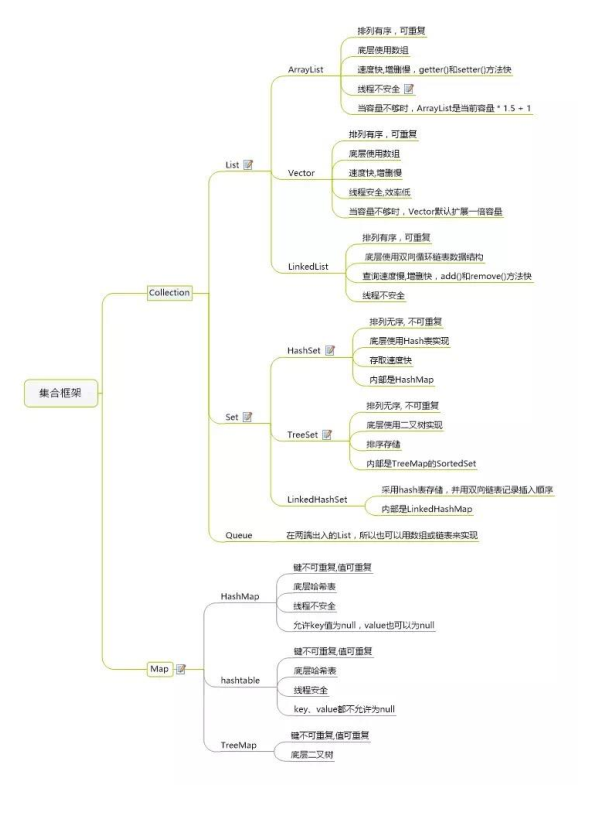 集合框架
Collection
List
ArrayList
排列有序，可重复
底层使用数组
速度快,增删慢，getter()和setter()方法快
线程不安全
当容量不够时，ArrayList是当前容量 * 1.5 + 1
Vector
排列有序，可重复
底层使用数组
速度快,增删慢
线程安全,效率低
当容量不够时，Vector默认扩展一倍容量
LinkedList
排列有序，可重复
底层使用双向循环链表数据结构
查询速度慢,增删快，add()和remove()方法快
线程不安全
Set
HashSet
排列无序, 不可重复
底层使用Hash表实现
存取速度快
内部是HashMap
TreeSet
排列无序, 不可重复
底层使用二叉树实现
排序存储
内部是TreeMap的SortedSet
LinkedHashSet
采用hash表存储，并用双向链表记录插入顺序
内部是LinkedHashMap
Queue
在两端出入的List，所以也可以用数组或链表来实现
Map
HashMap
键不可重复,值可重复
底层哈希表
线程不安全
允许key值为null，value也可以为null
hashtable
键不可重复,值可重复
底层哈希表
线程安全
key、value都不允许为null
TreeMap
键不可重复,值可重复
底层二叉树